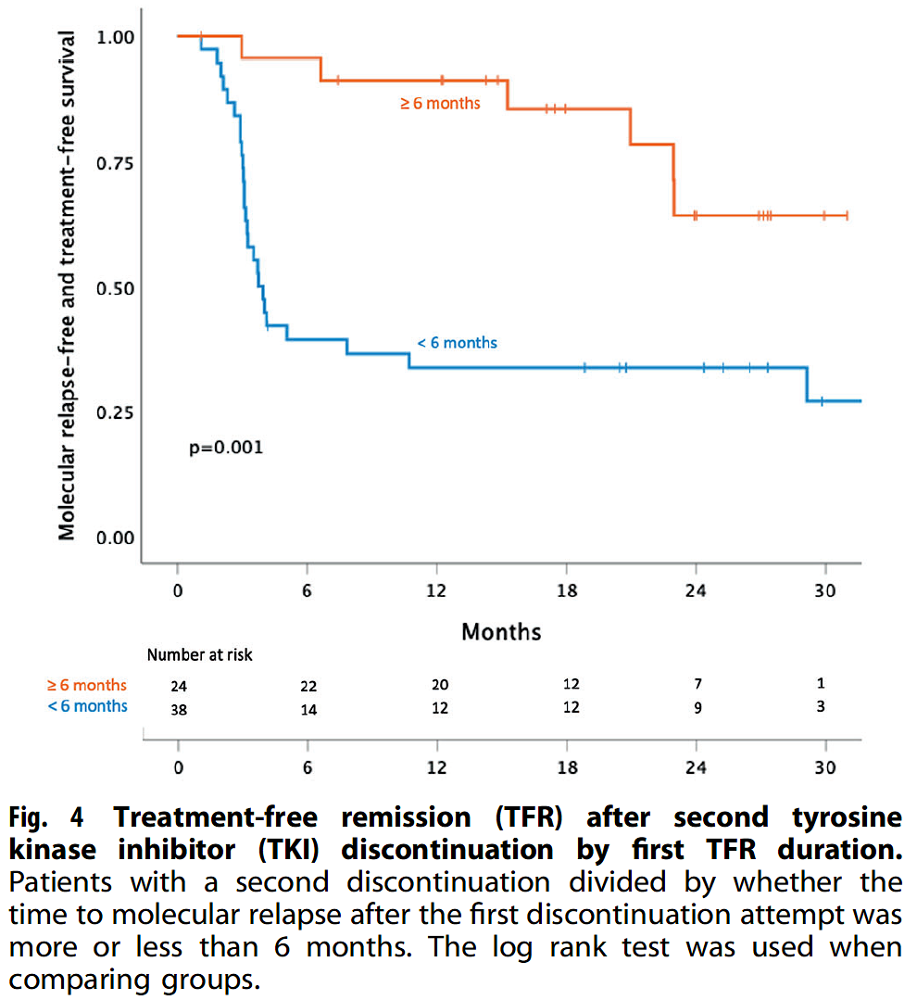 Molecular relapse-free and treatment-free survival
1.00
0.75
0.50
0.25
0.00
≥ 6 months
< 6 months
p=0.001
0 6 12 18 24 30
Months
Number at risk
≥ 6 months 24 22 20 12 7 1
< 6 months 38 14 12 12 9 3
0 6 12 18 24 30
Fig. 4 Treatment-free remission (TFR) after second tyrosine
kinase inhibitor (TKI) discontinuation by first TFR duration.
Patients with a second discontinuation divided by whether the
time to molecular relapse after the first discontinuation attempt was
more or less than 6 months. The log rank test was used when
comparing groups.